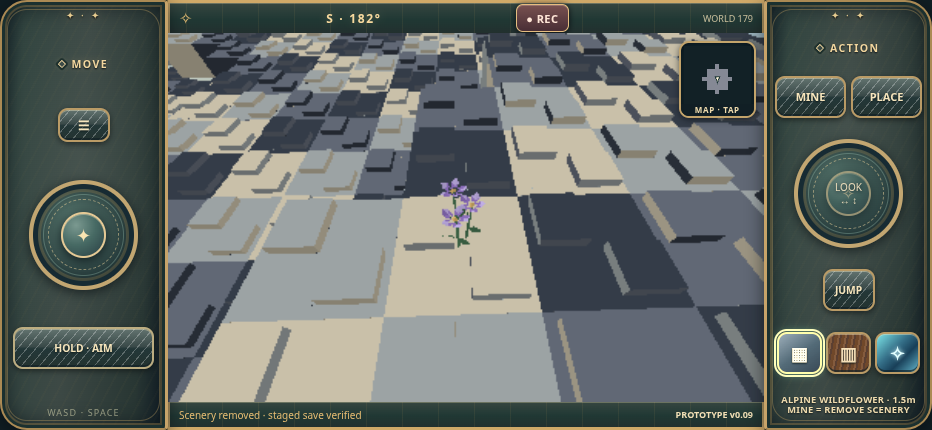 MOVE
HOLD · AIM
WASD · SPACE
S · 182°
● REC
WORLD 179
MAP · TAP
Scenery removed · staged save verified
PROTOTYPE v0.09
ACTION
MINE
PLACE
LOOK
JUMP
ALPINE WILDFLOWER · 1.5m
MINE = REMOVE SCENERY